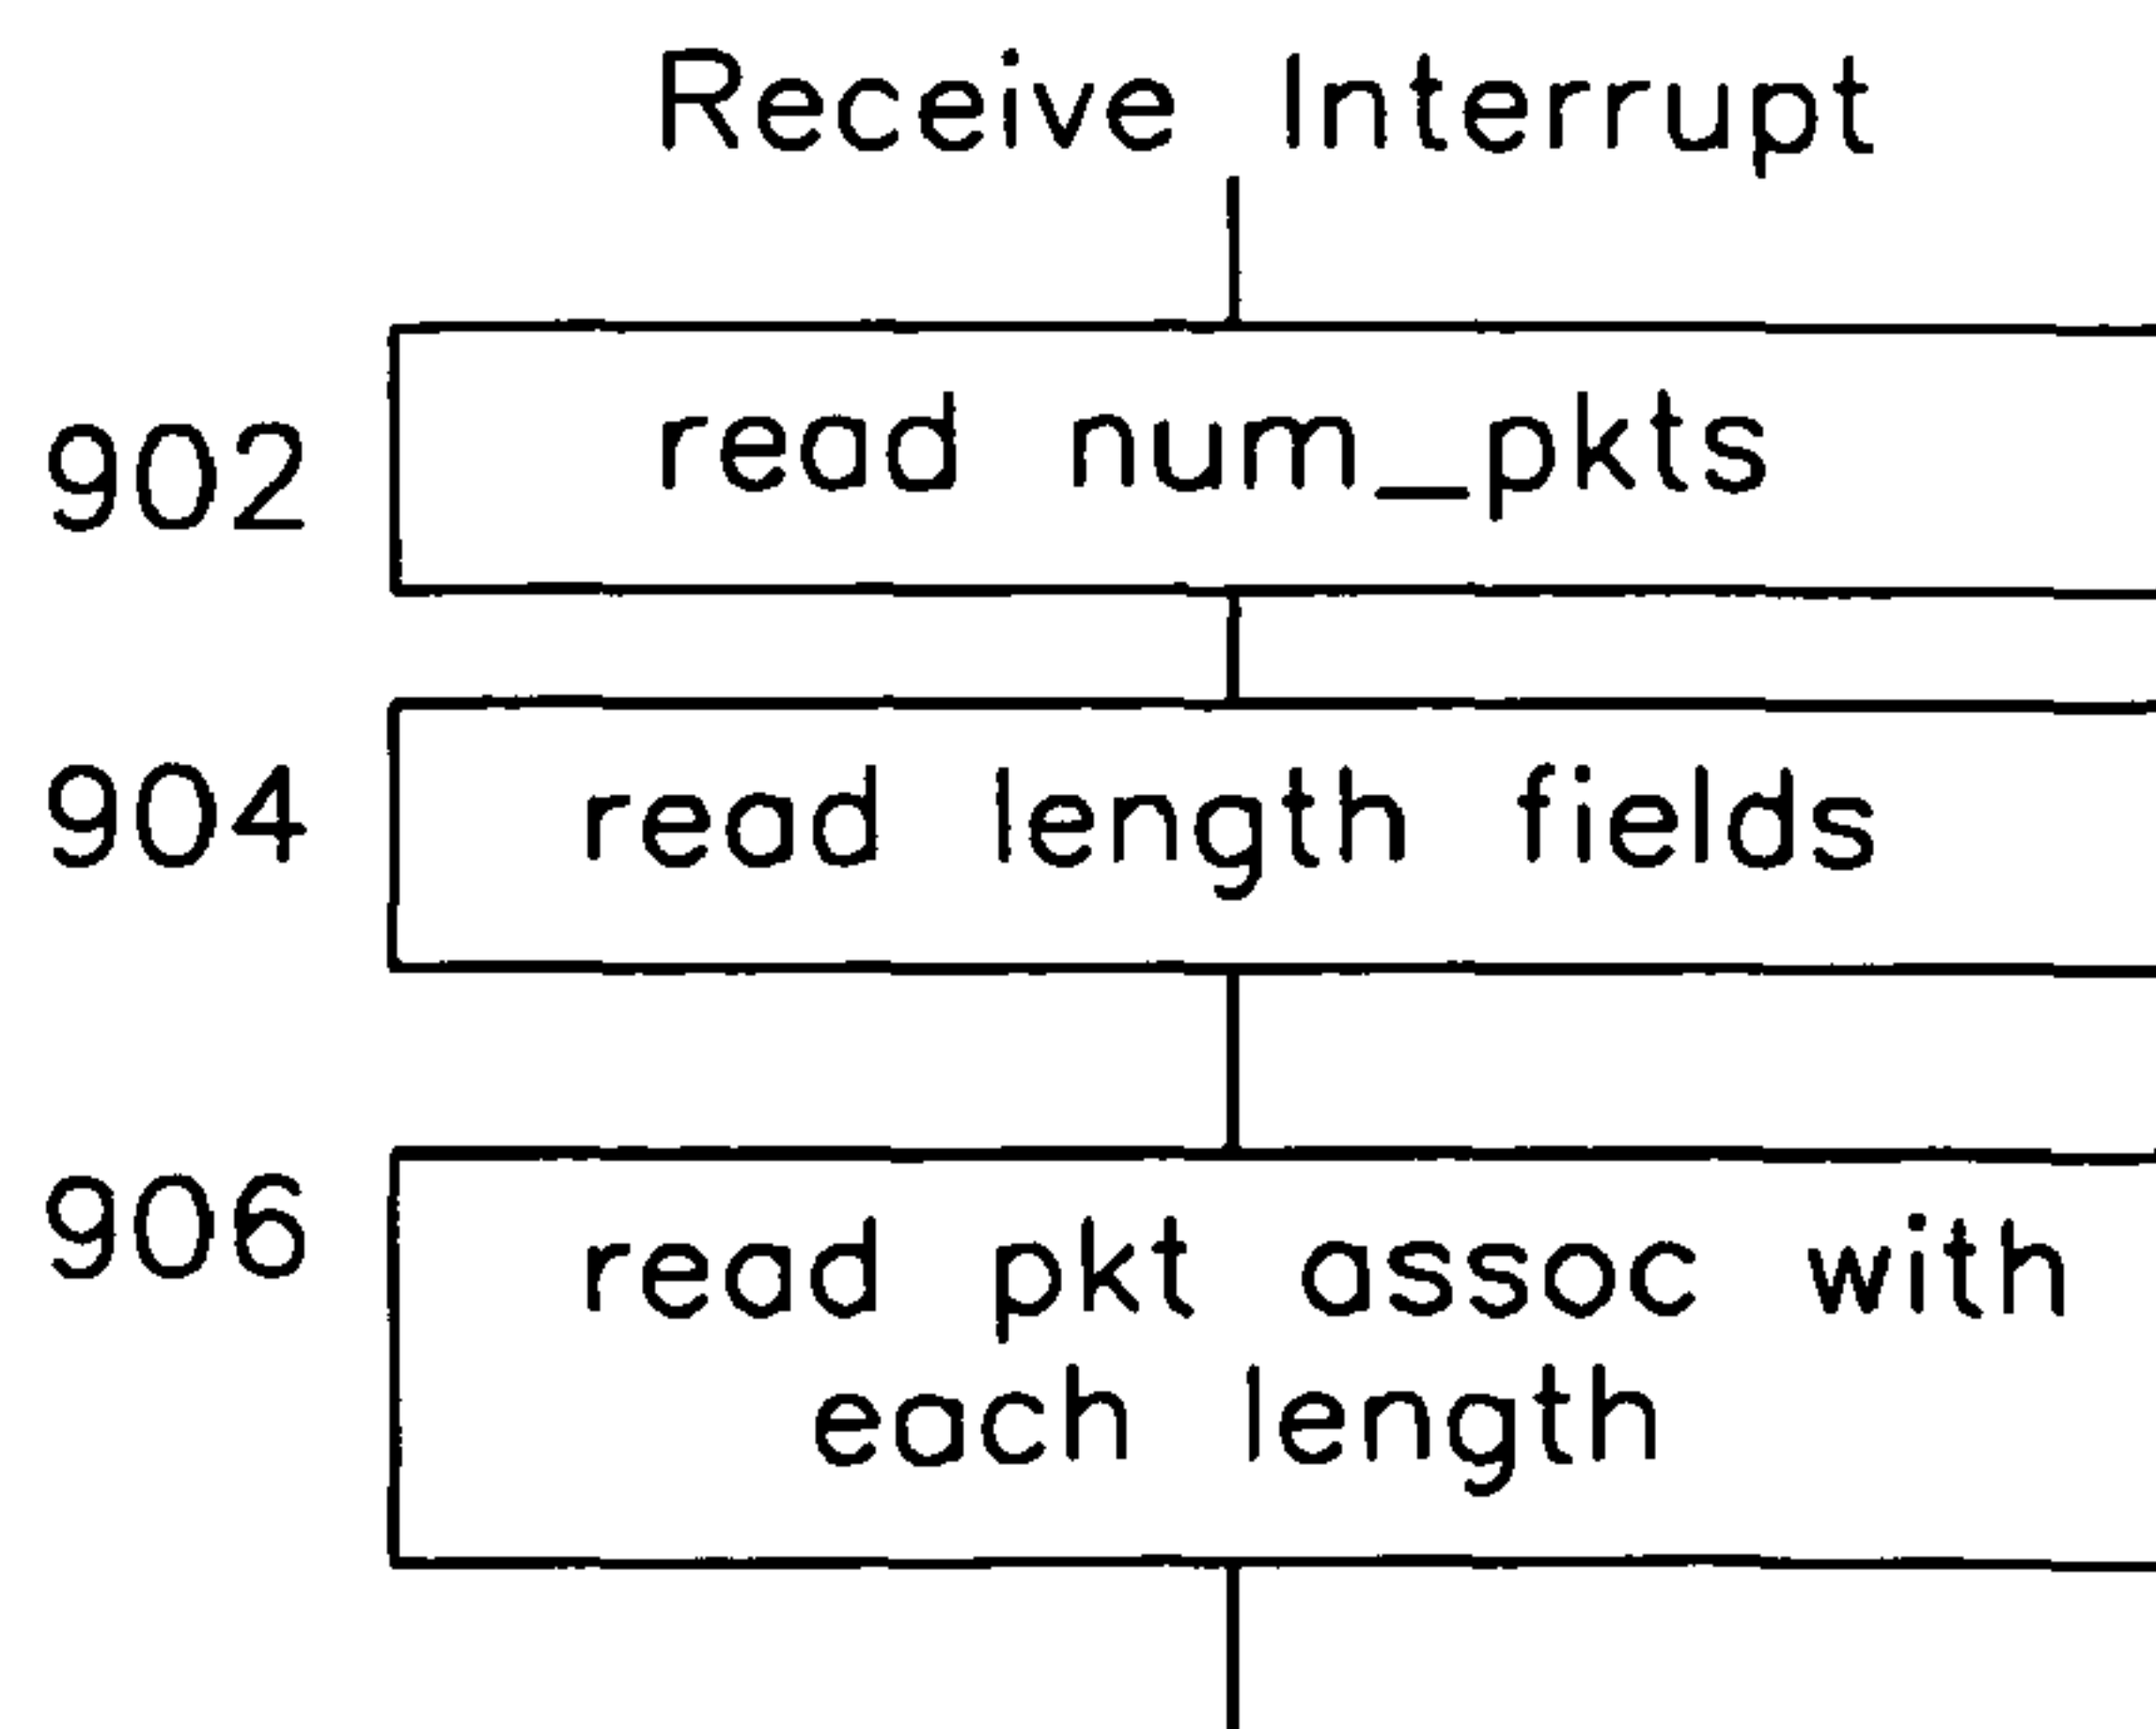 Receive Interrupt
902 read num_pkts
904 read length fields
906 read pkt assoc with
each length